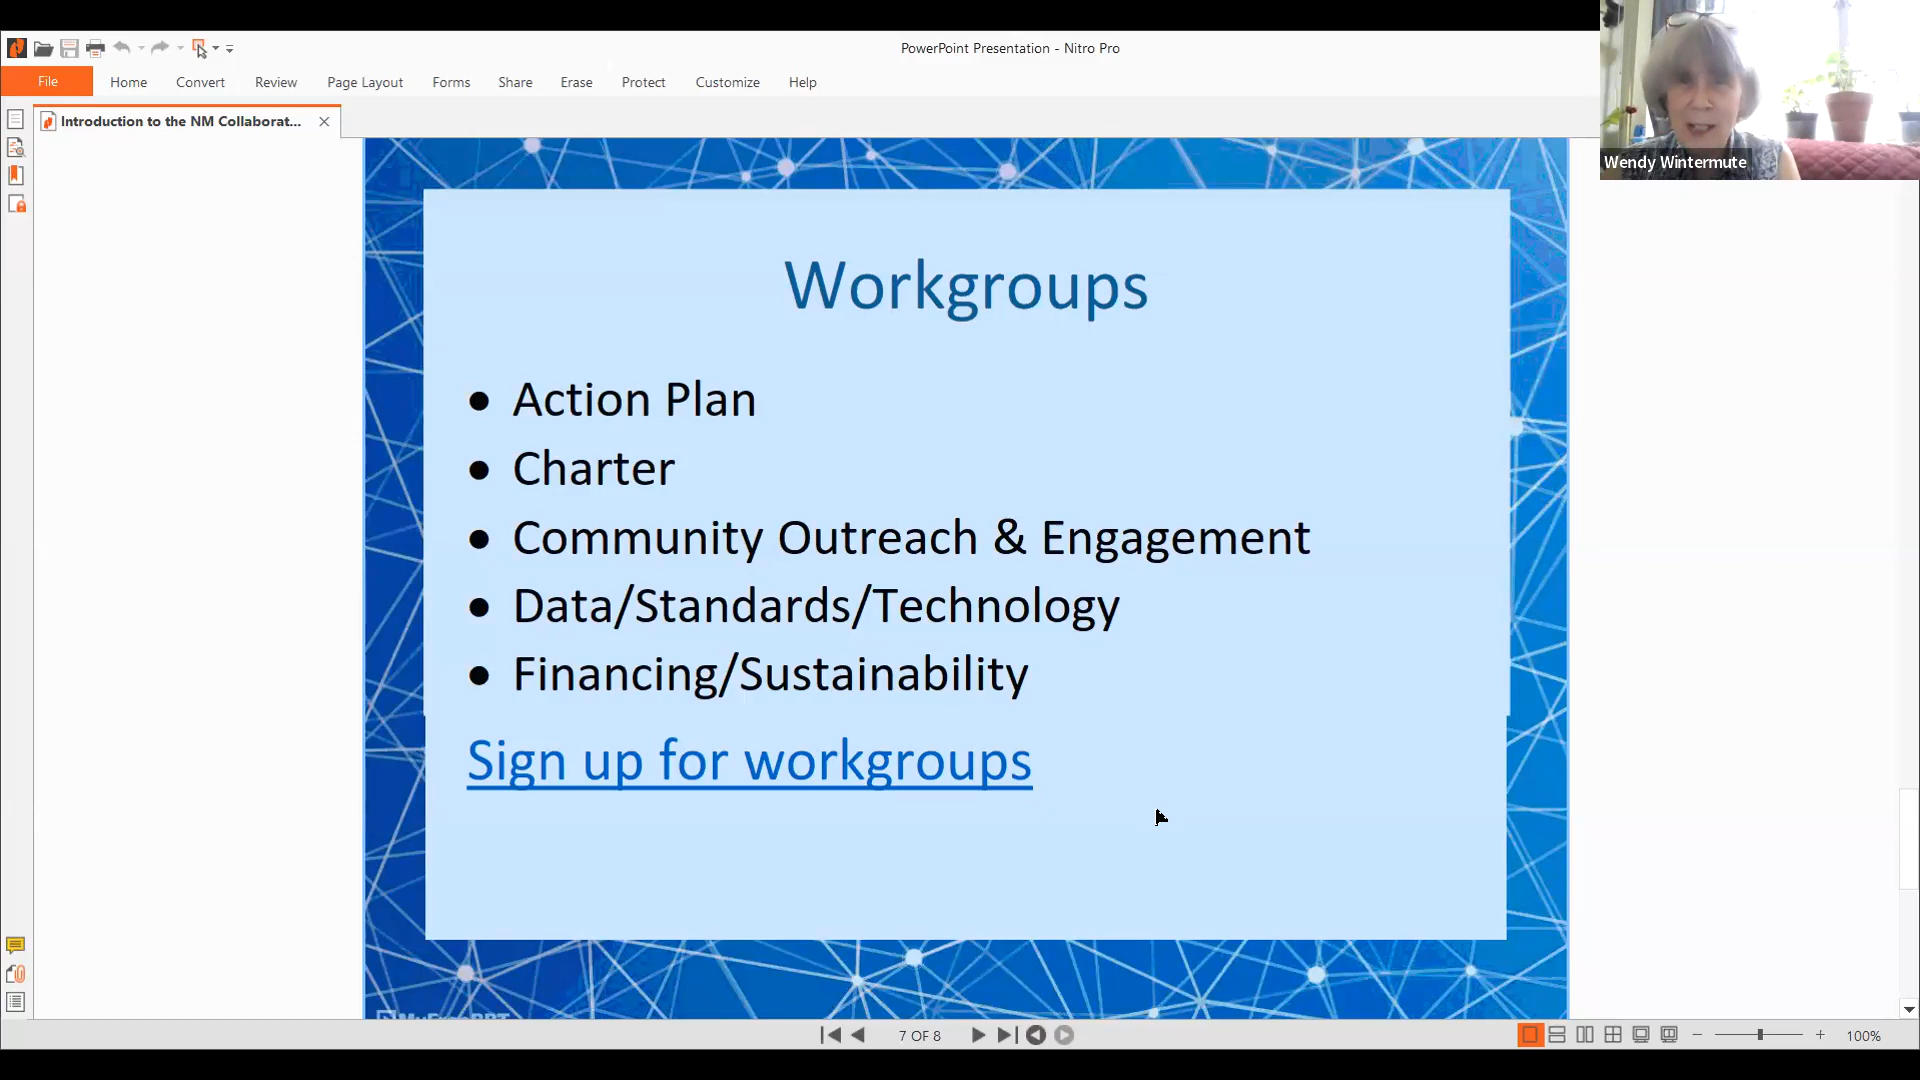 PowerPoint Presentation - Nitro Pro
File Home Convert Review Page Layout Forms Share Erase Protect Customize Help
Introduction to the NM Collaborat...
Wendy Wintermute
Workgroups
• Action Plan
• Charter
• Community Outreach & Engagement
• Data/Standards/Technology
• Financing/Sustainability
Sign up for workgroups
7 OF 8
100%